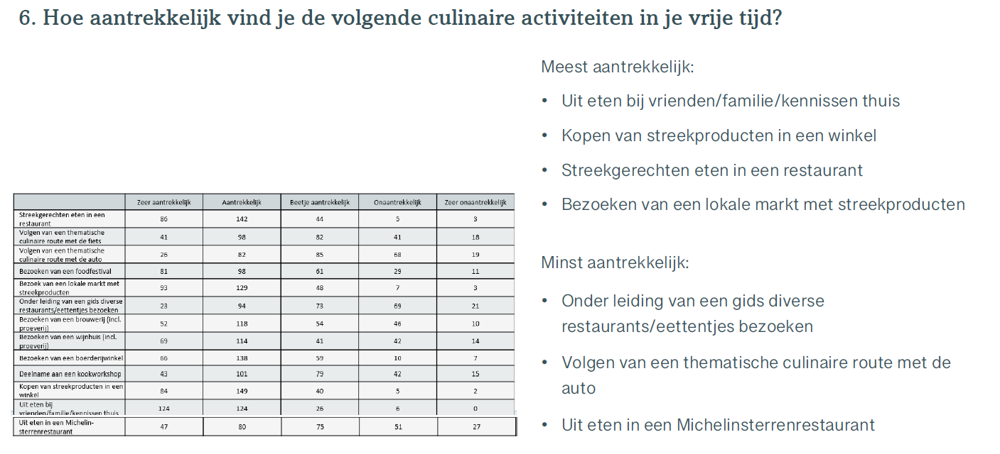 6. Hoe aantrekkelijk vind je de volgende culinaire activiteiten in je vrije tijd?
Zeer aantrekkelijk Aantrekkelijk Beetje aantrekkelijk Onaantrekkelijk Zeer onaantrekkelijk
Streekgerechten eten in een
restaurant 86 142 44 5 3
Volgen van een thematische
culinaire route met de fiets 41 98 82 41 18
Volgen van een thematische
culinaire route met de auto 26 82 85 68 19
Bezoeken van een foodfestival 81 98 61 29 11
Bezoek van een lokale markt met
streekproducten 93 129 48 7 3
Onder leiding van een gids diverse
restaurants/eettentjes bezoeken 23 94 73 69 21
Bezoeken van een brouwerij (incl.
proeverij) 52 118 54 46 10
Bezoeken van een wijnhuis (incl.
proeverij) 69 114 41 42 14
Bezoeken van een boerderijwinkel 66 138 59 10 7
Deelname aan een kookworkshop 43 101 79 42 15
Kopen van streekproducten in een
winkel 84 149 40 5 2
Uit eten bij
vrienden/familie/kennissen thuis 124 124 26 6 0
Uit eten in een Michelin-
sterrenrestaurant 47 80 75 51 27
Meest aantrekkelijk:
• Uit eten bij vrienden/familie/kennissen thuis
• Kopen van streekproducten in een winkel
• Streekgerechten eten in een restaurant
• Bezoeken van een lokale markt met streekproducten
Minst aantrekkelijk:
• Onder leiding van een gids diverse
restaurants/eettentjes bezoeken
• Volgen van een thematische culinaire route met de
auto
• Uit eten in een Michelinsterrenrestaurant